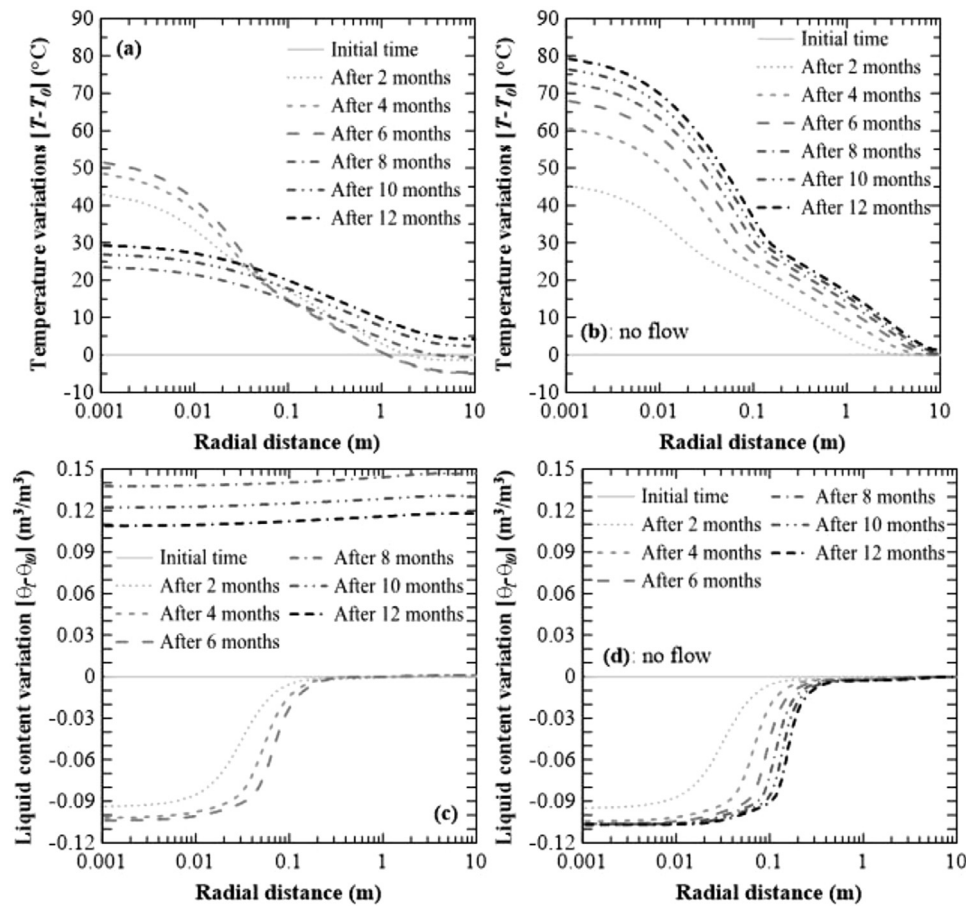 90
80
70
60
50
40
30
20
10
0
-10
Temperature variations [T-T0] (°C)
(a)
Initial time
After 2 months
After 4 months
After 6 months
After 8 months
After 10 months
After 12 months
0.001 0.01 0.1 1 10
Radial distance (m)
90
80
70
60
50
40
30
20
10
0
-10
Temperature variations [T-T0] (°C)
Initial time
After 2 months
After 4 months
After 6 months
After 8 months
After 10 months
After 12 months
(b): no flow
0.001 0.01 0.1 1 10
Radial distance (m)
0.15
0.12
0.09
0.06
0.03
0
-0.03
-0.06
-0.09
-0.12
Liquid content variation [θl-θl0] (m³/m³)
Initial time
After 2 months
After 4 months
After 6 months
After 8 months
After 10 months
After 12 months
(c)
0.001 0.01 0.1 1 10
Radial distance (m)
0.15
0.12
0.09
0.06
0.03
0
-0.03
-0.06
-0.09
-0.12
Liquid content variation [θl-θl0] (m³/m³)
Initial time
After 2 months
After 4 months
After 6 months
After 8 months
After 10 months
After 12 months
(d): no flow
0.001 0.01 0.1 1 10
Radial distance (m)